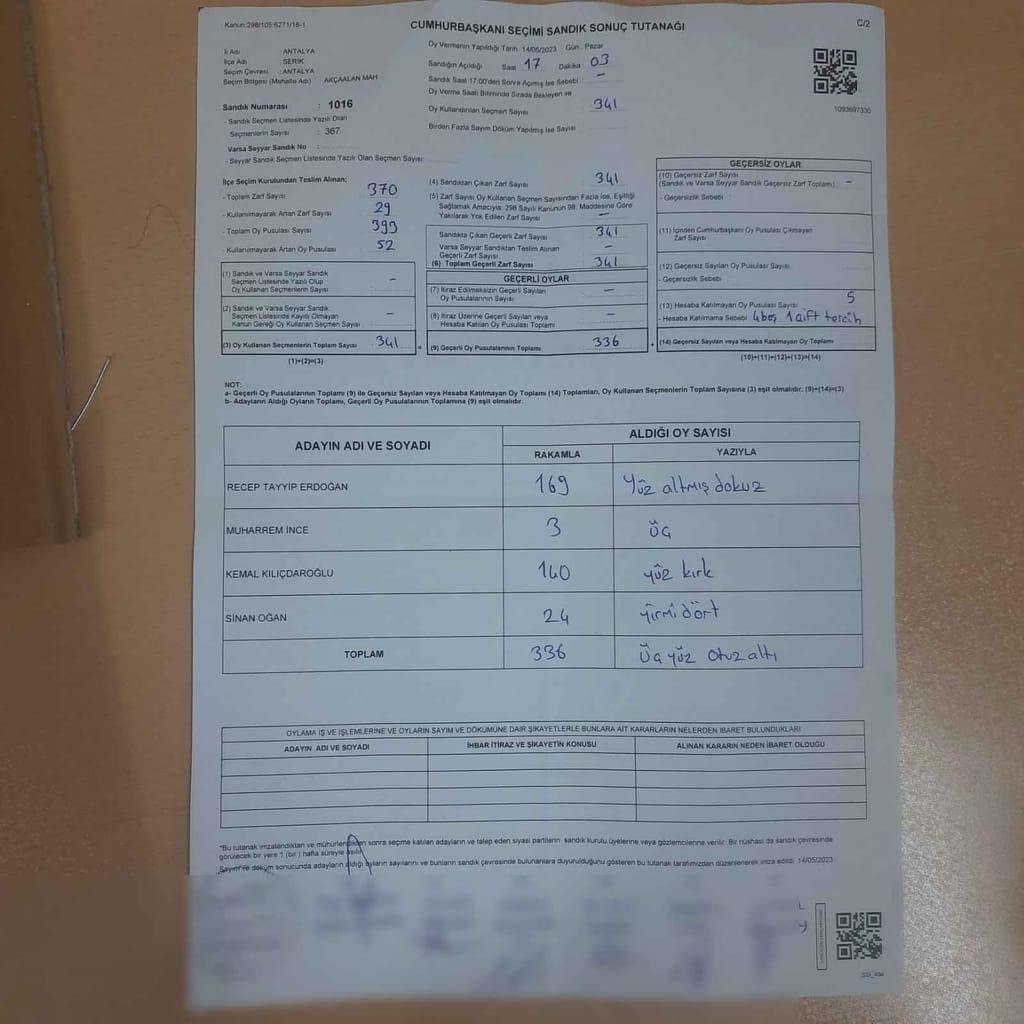 Kanun:298/105:6271/16-1
CUMHURBAŞKANI SEÇİMİ SANDIK SONUÇ TUTANAĞI
C/2
İl Adı : ANTALYA
İlçe Adı : SERİK
Seçim Çevresi : ANTALYA
Seçim Bölgesi (Mahalle Adı) : AKÇAALAN MAH
Sandık Numarası : 1016
- Sandık Seçmen Listesinde Yazılı Olan
Seçmenlerin Sayısı : 367
Varsa Seyyar Sandık No :
- Seyyar Sandık Seçmen Listesinde Yazılı Olan Seçmen Sayısı:
Oy Vermenin Yapıldığı Tarih : 14/05/2023 Gün : Pazar
Sandığın Açıldığı Saat 17 Dakika 03
Sandık Saat 17:00'den Sonra Açımış İse Sebebi : –
Oy Verme Saati Bitiminde Sırada Bekleyen ve
Oy Kullandırılan Seçmen Sayısı 341
Birden Fazla Sayım Döküm Yapılmış İse Sayısı
1093697330
İlçe Seçim Kurulundan Teslim Alınan;
- Toplam Zarf Sayısı 370
- Kullanılmayarak Artan Zarf Sayısı 29
- Toplam Oy Pusulası Sayısı 399
- Kullanılmayarak Artan Oy Pusulası 52
(1) Sandık ve Varsa Seyyar Sandık
Seçmen Listesinde Yazılı Olup
Oy Kullanan Seçmenlerin Sayısı –
(2) Sandık ve Varsa Seyyar Sandık
Seçmen Listesinde Kayıtlı Olmayan
Kanun Gereği Oy Kullanan Seçmen Sayısı –
(3) Oy Kullanan Seçmenlerin Toplam Sayısı 341 =
(1)+(2)=(3)
(4) Sandıktan Çıkan Zarf Sayısı 341
(5) Zarf Sayısı Oy Kullanan Seçmen Sayısından Fazla İse, Eşitliği
Sağlamak Amacıyla; 298 Sayılı Kanunun 98. Maddesine Göre
Yakılarak Yok Edilen Zarf Sayısı –
Sandıkta Çıkan Geçerli Zarf Sayısı 341
Varsa Seyyar Sandıktan Teslim Alınan
Geçerli Zarf Sayısı –
(6) Toplam Geçerli Zarf Sayısı 341
GEÇERLİ OYLAR
(7) İtiraz Edilmeksizin Geçerli Sayılan
Oy Pusulalarının Sayısı –
(8) İtiraz Üzerine Geçerli Sayılan veya
Hesaba Katılan Oy Pusulası Toplamı –
(9) Geçerli Oy Pusulalarının Toplamı 336 +
GEÇERSİZ OYLAR
(10) Geçersiz Zarf Sayısı
(Sandık ve Varsa Seyyar Sandık Geçersiz Zarf Toplamı) –
- Geçersizlik Sebebi :
(11) İçinden Cumhurbaşkanı Oy Pusulası Çıkmayan
Zarf Sayısı
(12) Geçersiz Sayılan Oy Pusulası Sayısı
- Geçersizlik Sebebi
(13) Hesaba Katılmayan Oy Pusulası Sayısı 5
- Hesaba Katılmama Sebebi 4 boş 1 çift tercih
(14) Geçersiz Sayılan veya Hesaba Katılmayan Oy Toplamı
(10)+(11)+(12)+(13)=(14)
NOT:
a- Geçerli Oy Pusulalarının Toplamı (9) ile Geçersiz Sayılan veya Hesaba Katılmayan Oy Toplamı (14) Toplamları, Oy Kullanan Seçmenlerin Toplam Sayısına (3) eşit olmalıdır. (9)+(14)=(3)
b- Adayların Aldığı Oyların Toplamı, Geçerli Oy Pusulalarının Toplamına (9) eşit olmalıdır.
ADAYIN ADI VE SOYADI ALDIĞI OY SAYISI
RAKAMLA YAZIYLA
RECEP TAYYİP ERDOĞAN 169 Yüz altmış dokuz
MUHARREM İNCE 3 üç
KEMAL KILIÇDAROĞLU 140 yüz kırk
SİNAN OĞAN 24 yirmi dört
TOPLAM 336 üç yüz otuz altı
OYLAMA İŞ VE İŞLEMLERİNE VE OYLARIN SAYIM VE DÖKÜMÜNE DAİR ŞİKAYETLERLE BUNLARA AİT KARARLARIN NELERDEN İBARET BULUNDUKLARI
ADAYIN ADI VE SOYADI İHBAR İTİRAZ VE ŞİKAYETİN KONUSU ALINAN KARARIN NEDEN İBARET OLDUĞU
*Bu tutanak imzalandıktan ve mühürlendikten sonra seçme katılan adayların ve talep eden siyasi partilerin sandık kurulu üyelerine veya gözlemcilerine verilir. Bir nüshası da sandık çevresinde
görülecek bir yere 1 (bir) hafta süreyle asılır.
Sayım ve döküm sonucunda adayların aldığı oyların sayılarını ve bunların sandık çevresinde bulunanlara duyurulduğunu gösteren bu tutanak tarafımızdan düzenlenerek imza edildi. 14/05/2023